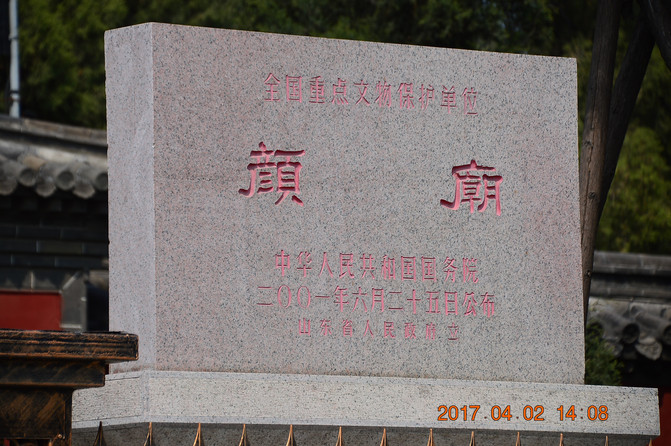 全国重点文物保护单位
顔廟
中华人民共和国国务院
二〇〇一年六月二十五日公布
山东省人民政府立
2017.04.02 14:08